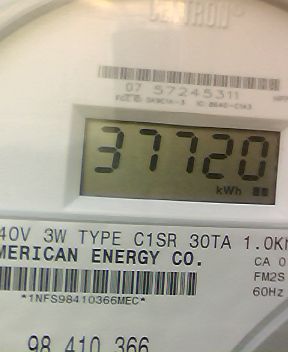 CENTRON®
07 57245311
37720
kWh
40V 3W TYPE C1SR 30TA 1.0K
MERICAN ENERGY CO.
CA 0
FM2S
60Hz
*1NFS98410366MEC*
98 410 366